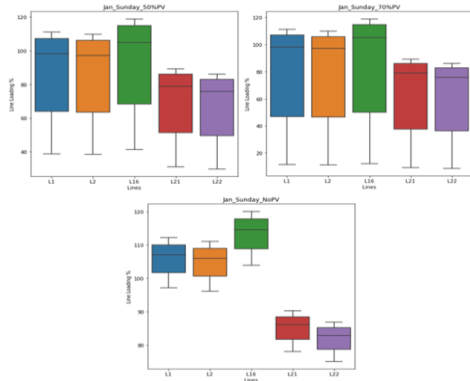 Jan_Sunday_50%PV
120
100
80
60
40
Line Loading %
L1 L2 L16 L21 L22
Lines
Jan_Sunday_70%PV
120
100
80
60
40
20
Line Loading %
L1 L2 L16 L21 L22
Lines
Jan_Sunday_NoPV
120
110
100
90
80
Line Loading %
L1 L2 L16 L21 L22
Lines